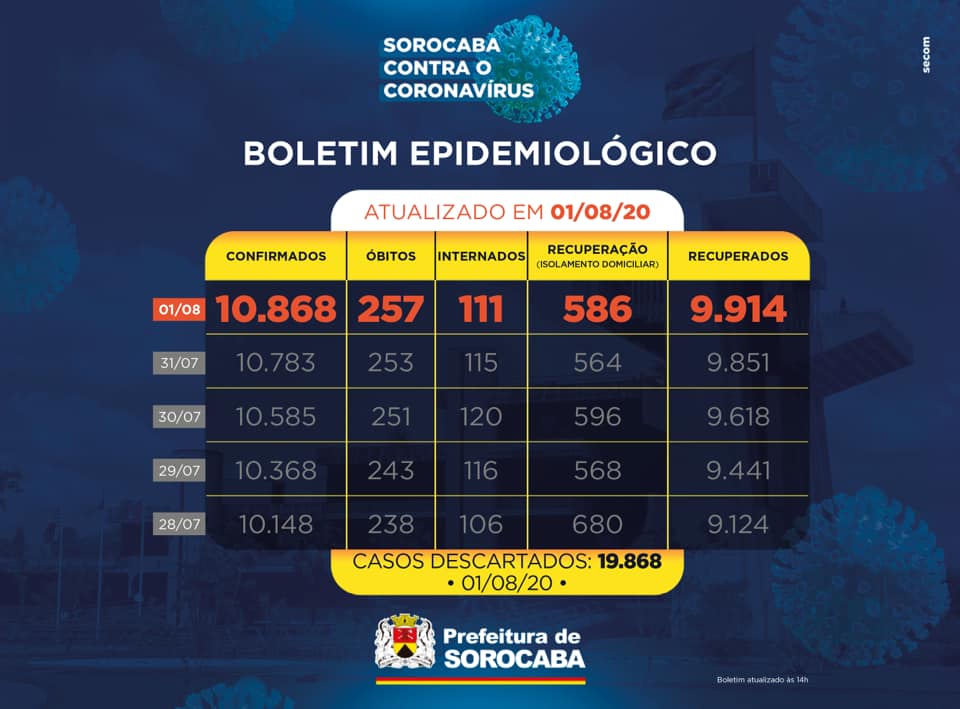 secom
SOROCABA
CONTRA O
CORONAVÍRUS
BOLETIM EPIDEMIOLÓGICO
ATUALIZADO EM 01/08/20
CONFIRMADOS ÓBITOS INTERNADOS RECUPERAÇÃO (ISOLAMENTO DOMICILIAR) RECUPERADOS
01/08 10.868 257 111 586 9.914
31/07 10.783 253 115 564 9.851
30/07 10.585 251 120 596 9.618
29/07 10.368 243 116 568 9.441
28/07 10.148 238 106 680 9.124
CASOS DESCARTADOS: 19.868
• 01/08/20 •
Prefeitura de
SOROCABA
Boletim atualizado às 14h